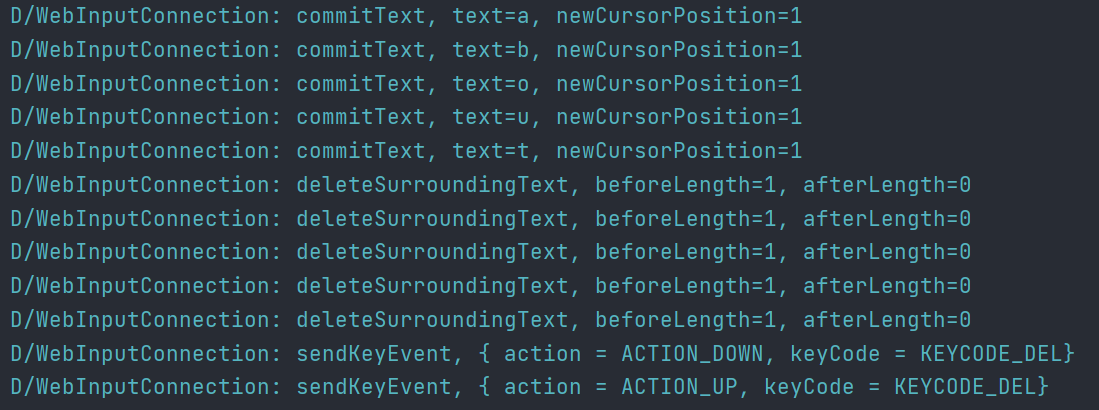 D/WebInputConnection: commitText, text=a, newCursorPosition=1
D/WebInputConnection: commitText, text=b, newCursorPosition=1
D/WebInputConnection: commitText, text=o, newCursorPosition=1
D/WebInputConnection: commitText, text=u, newCursorPosition=1
D/WebInputConnection: commitText, text=t, newCursorPosition=1
D/WebInputConnection: deleteSurroundingText, beforeLength=1, afterLength=0
D/WebInputConnection: deleteSurroundingText, beforeLength=1, afterLength=0
D/WebInputConnection: deleteSurroundingText, beforeLength=1, afterLength=0
D/WebInputConnection: deleteSurroundingText, beforeLength=1, afterLength=0
D/WebInputConnection: deleteSurroundingText, beforeLength=1, afterLength=0
D/WebInputConnection: sendKeyEvent, { action = ACTION_DOWN, keyCode = KEYCODE_DEL}
D/WebInputConnection: sendKeyEvent, { action = ACTION_UP, keyCode = KEYCODE_DEL}